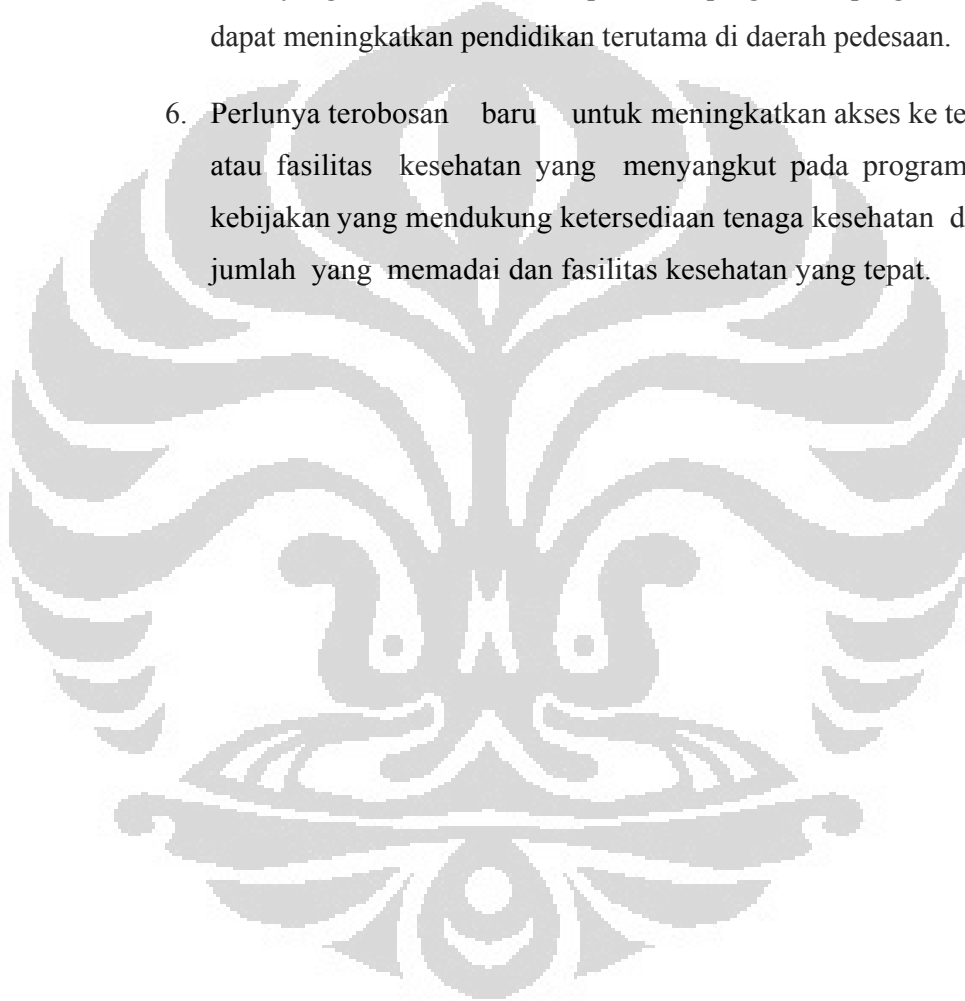 dapat meningkatkan pendidikan terutama di daerah pedesaan.
6. Perlunya terobosan baru untuk meningkatkan akses ke
atau fasilitas kesehatan yang menyangkut pada program
kebijakan yang mendukung ketersediaan tenaga kesehatan
jumlah yang memadai dan fasilitas kesehatan yang tepat.